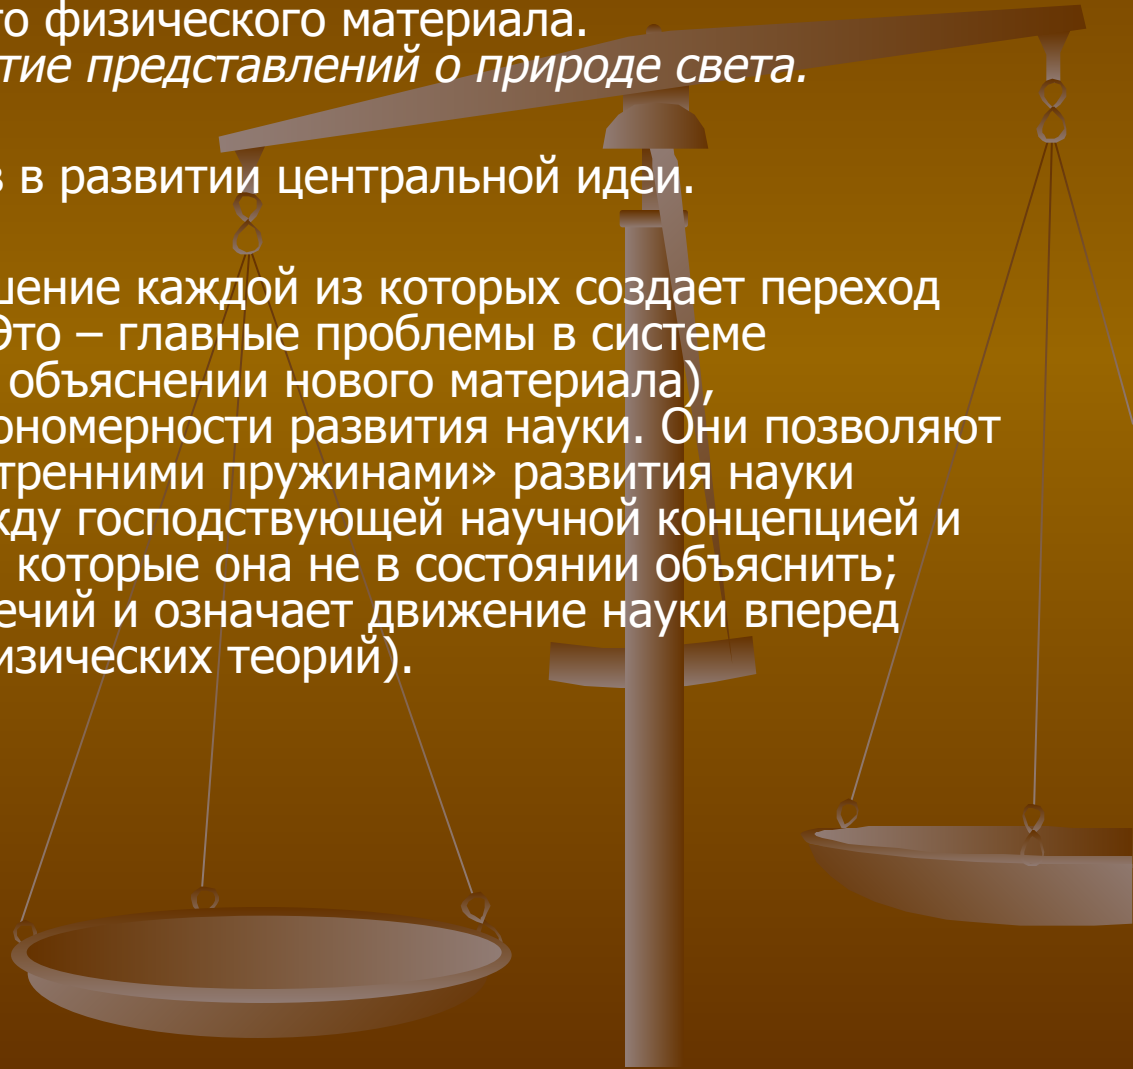 го физического материала.
тие представлений о природе света.
в в развитии центральной идеи.
шение каждой из которых создает переход
Это – главные проблемы в системе
объяснении нового материала),
ономерности развития науки. Они позволяют
тренними пружинами» развития науки
жду господствующей научной концепцией и
которые она не в состоянии объяснить;
ечий и означает движение науки вперед
изических теорий).